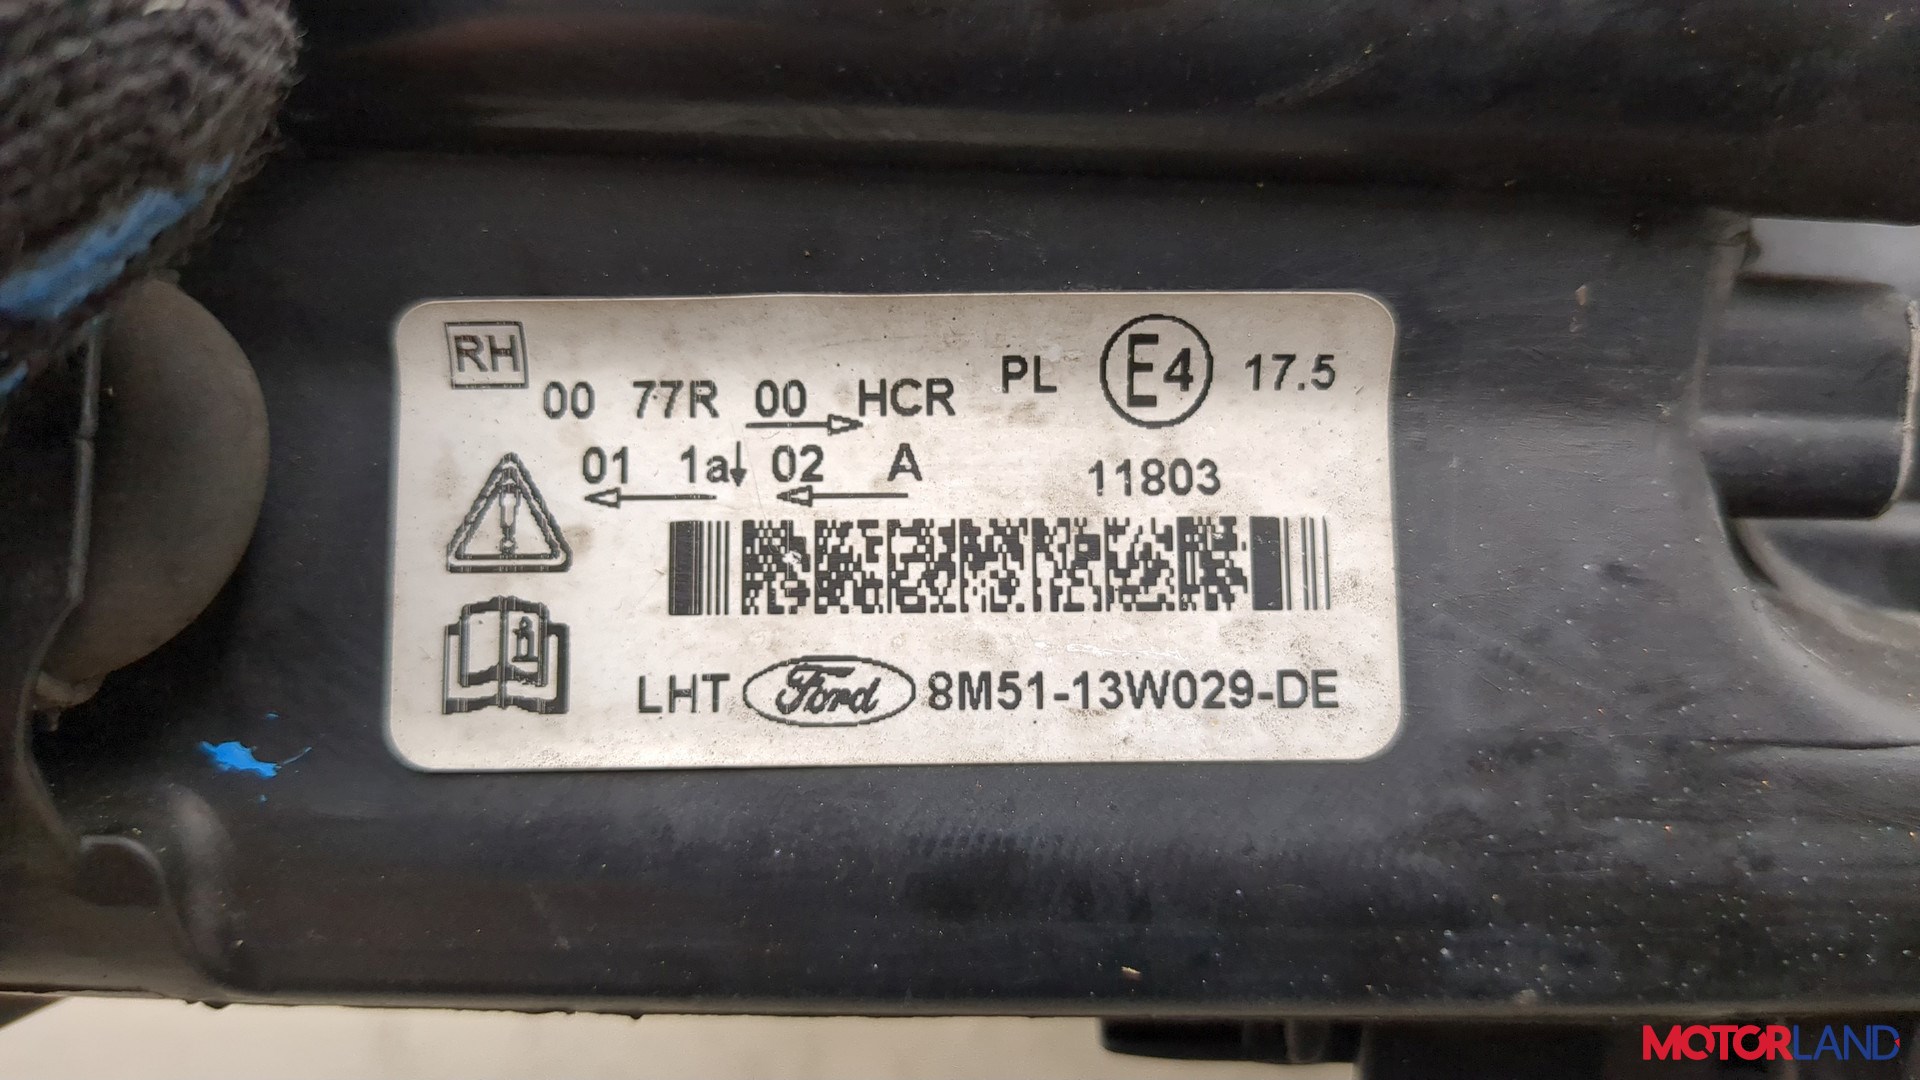 RH
00 77R 00 HCR PL E4 17.5
01 1a 02 A 11803
LHT Ford 8M51-13W029-DE
MOTORLAND